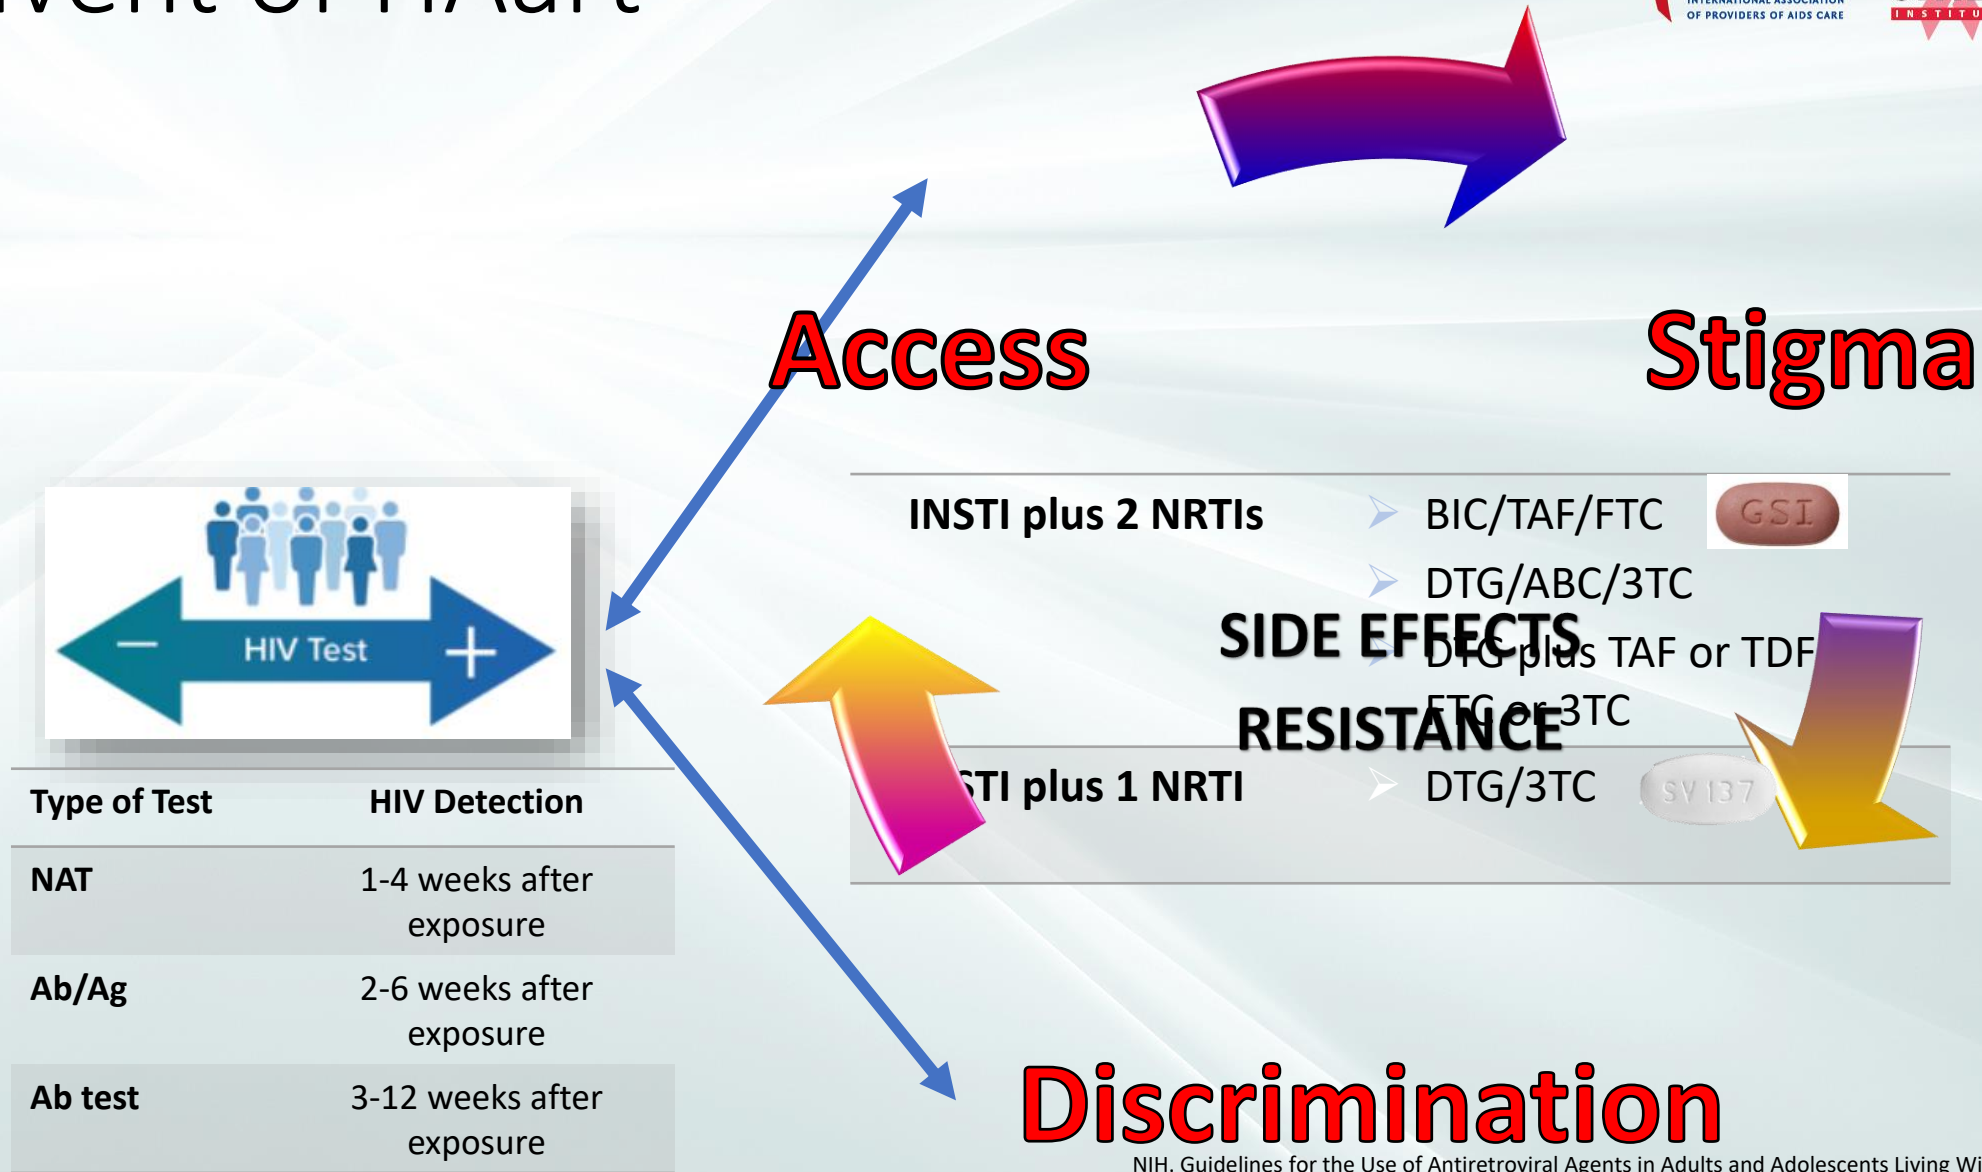 vent of HAart
INTERNATIONAL ASSOCIATION
OF PROVIDERS OF AIDS CARE
INSTITU
Access
Stigma
HIV Test
Type of Test HIV Detection
NAT 1-4 weeks after
exposure
Ab/Ag 2-6 weeks after
exposure
Ab test 3-12 weeks after
exposure
INSTI plus 2 NRTIs BIC/TAF/FTC GSI
DTG/ABC/3TC
DTG plus TAF or TDF
FTC or 3TC
SIDE EFFECTS
RESISTANCE
STI plus 1 NRTI DTG/3TC SV 137
Discrimination
NIH. Guidelines for the Use of Antiretroviral Agents in Adults and Adolescents Living Wi